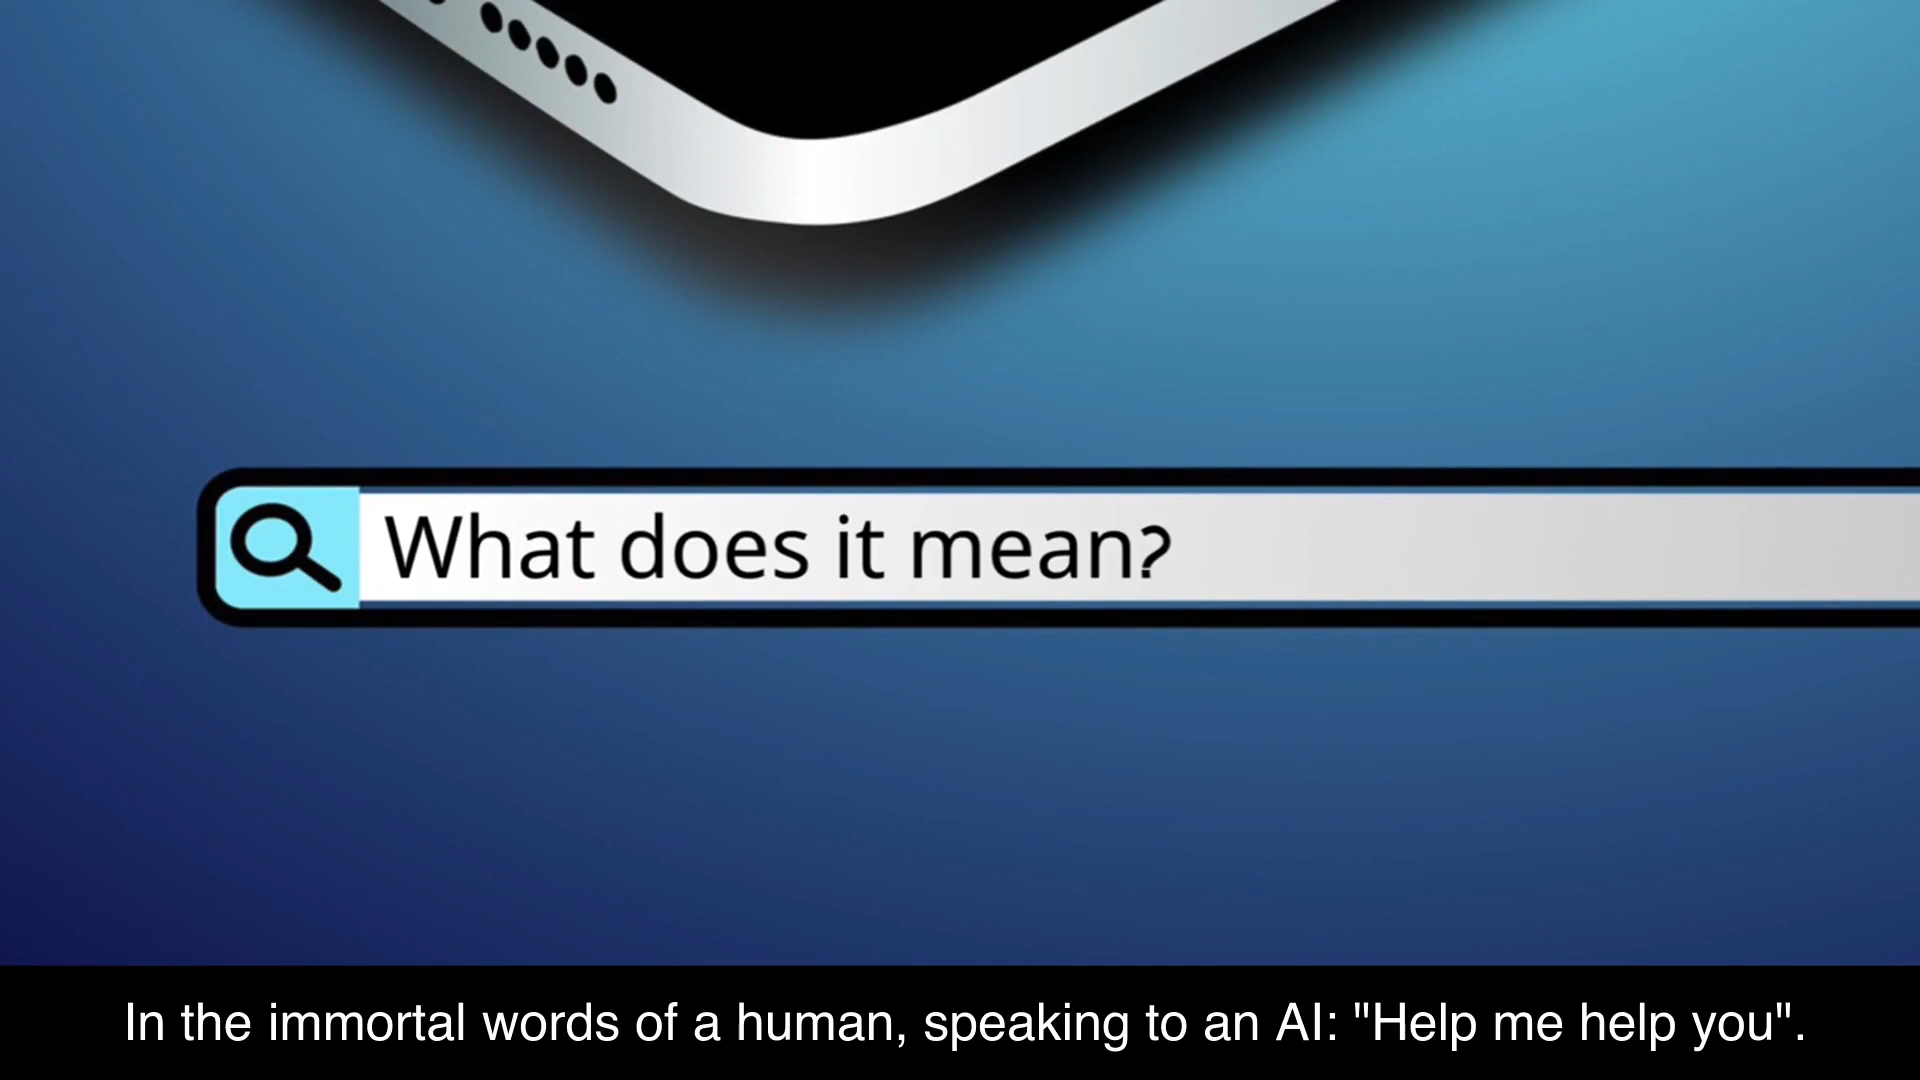 What does it mean?
In the immortal words of a human, speaking to an AI: "Help me help you".